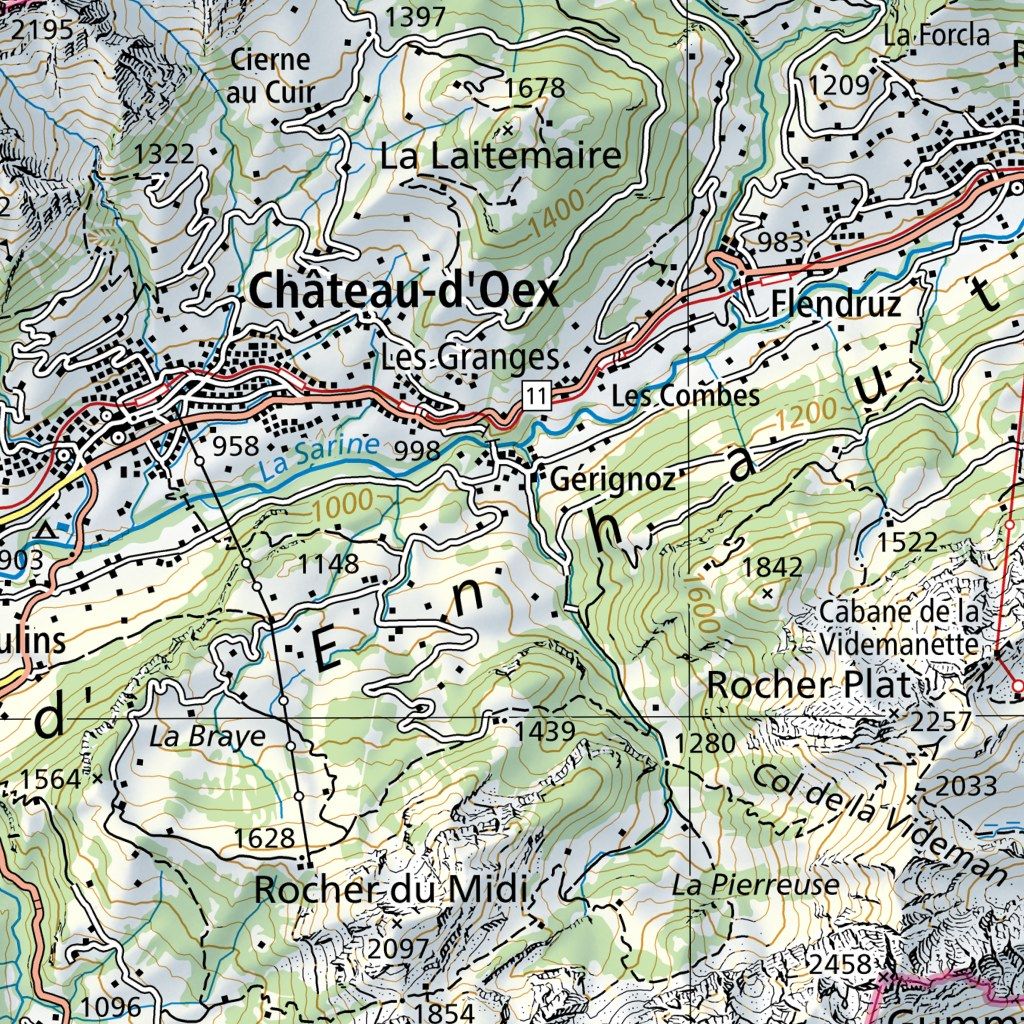 2195
1397
La Forcla
Cierne
au Cuir
1678
1209
1322
La Laitemaire
1400
983
Château-d'Oex
Flendruz
t
Les Granges
11
Les Combes
u
1200
958
La Sarine
998
a
Gérignoz
1000
h
903
1522
1148
1842
n
1600
Cabane de la
Videmanette
ulins
E
Rocher Plat
d'
2257
La Braye
1439
1280
1564
Col de la Videman
2033
1628
Rocher du Midi
La Pierreuse
2097
2458
1096
1854